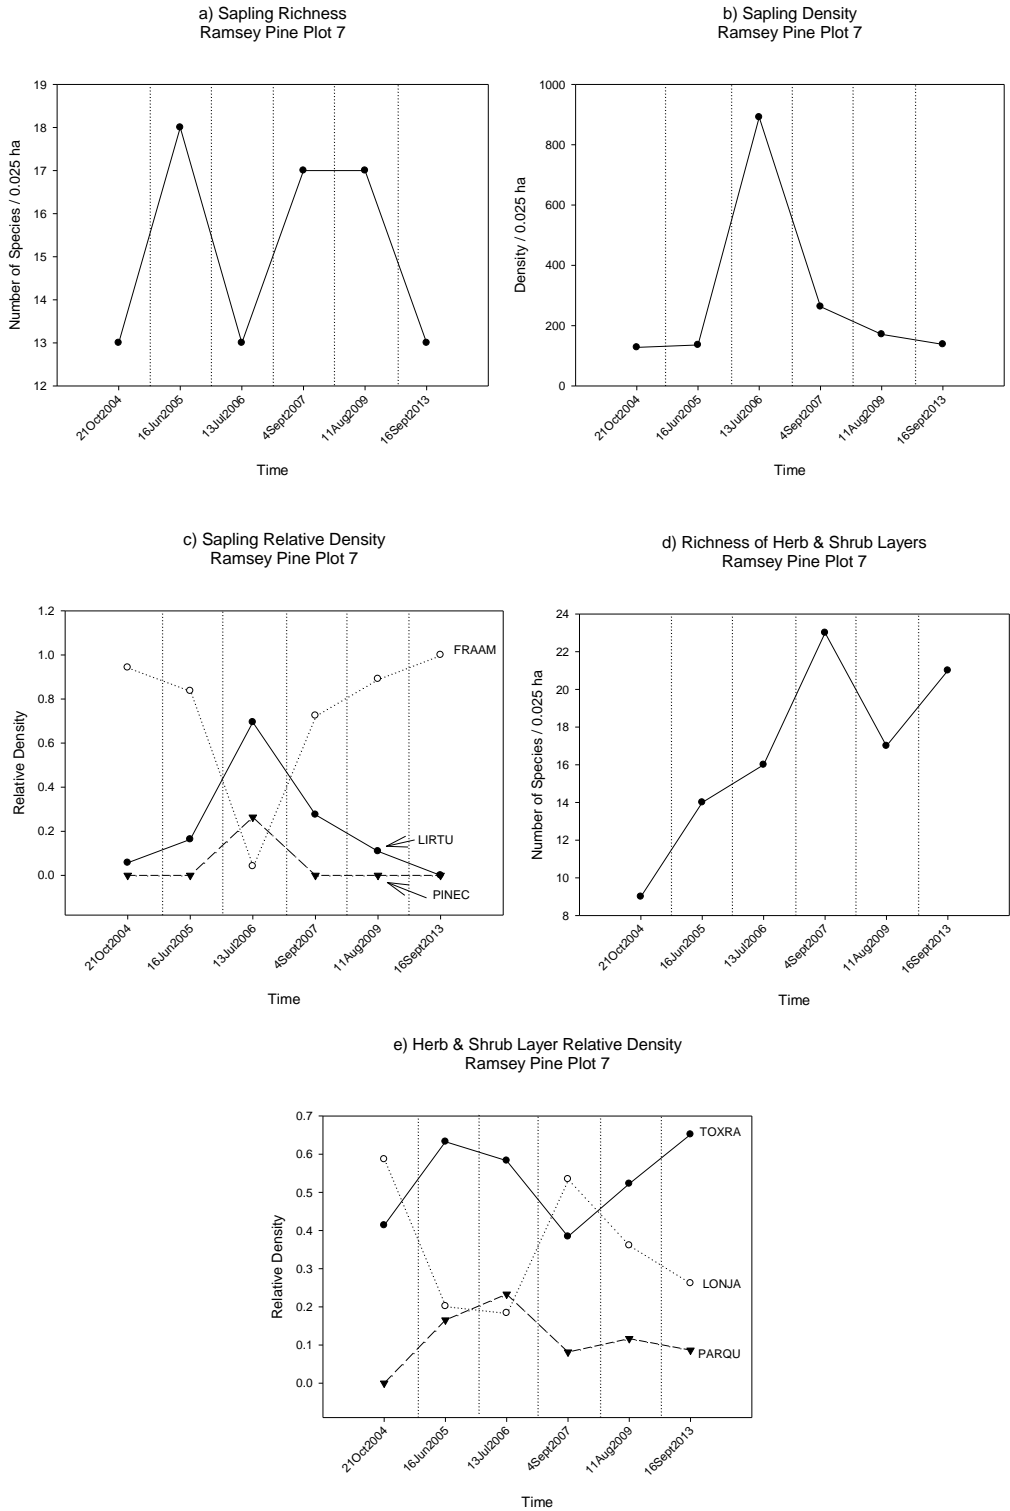 a) Sapling Richness
Ramsey Pine Plot 7
Number of Species / 0.025 ha
19
18
17
16
15
14
13
12
21Oct2004
16Jun2005
13Jul2006
4Sept2007
11Aug2009
16Sept2013
Time
b) Sapling Density
Ramsey Pine Plot 7
Density / 0.025 ha
1000
800
600
400
200
0
21Oct2004
16Jun2005
13Jul2006
4Sept2007
11Aug2009
16Sept2013
Time
c) Sapling Relative Density
Ramsey Pine Plot 7
Relative Density
1.2
1.0
0.8
0.6
0.4
0.2
0.0
FRAAM
LIRTU
PINEC
21Oct2004
16Jun2005
13Jul2006
4Sept2007
11Aug2009
16Sept2013
Time
d) Richness of Herb & Shrub Layers
Ramsey Pine Plot 7
Number of Species / 0.025 ha
24
22
20
18
16
14
12
10
8
21Oct2004
16Jun2005
13Jul2006
4Sept2007
11Aug2009
16Sept2013
Time
e) Herb & Shrub Layer Relative Density
Ramsey Pine Plot 7
Relative Density
0.7
0.6
0.5
0.4
0.3
0.2
0.1
0.0
TOXRA
LONJA
PARQU
21Oct2004
16Jun2005
13Jul2006
4Sept2007
11Aug2009
16Sept2013
Time